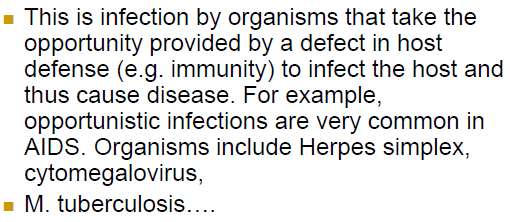 This is infection by organisms that take the
opportunity provided by a defect in host
defense (e.g. immunity) to infect the host and
thus cause disease. For example,
opportunistic infections are very common in
AIDS. Organisms include Herpes simplex,
cytomegalovirus,
M. tuberculosis….